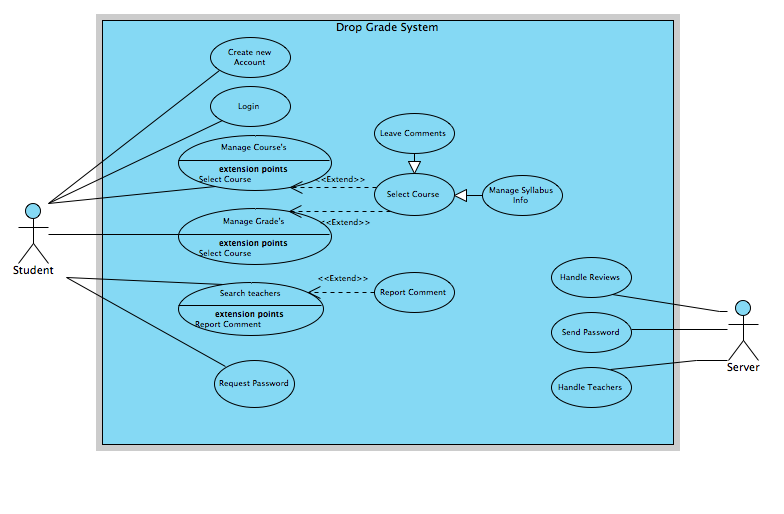 Drop Grade System
Create new
Account
Login
Leave Comments
Manage Course's
extension points
Select Course
<<Extend>>
Select Course
Manage Syllabus
Info
Manage Grade's
extension points
Select Course
<<Extend>>
Student
Search teachers
extension points
Report Comment
<<Extend>>
Report Comment
Handle Reviews
Send Password
Server
Request Password
Handle Teachers